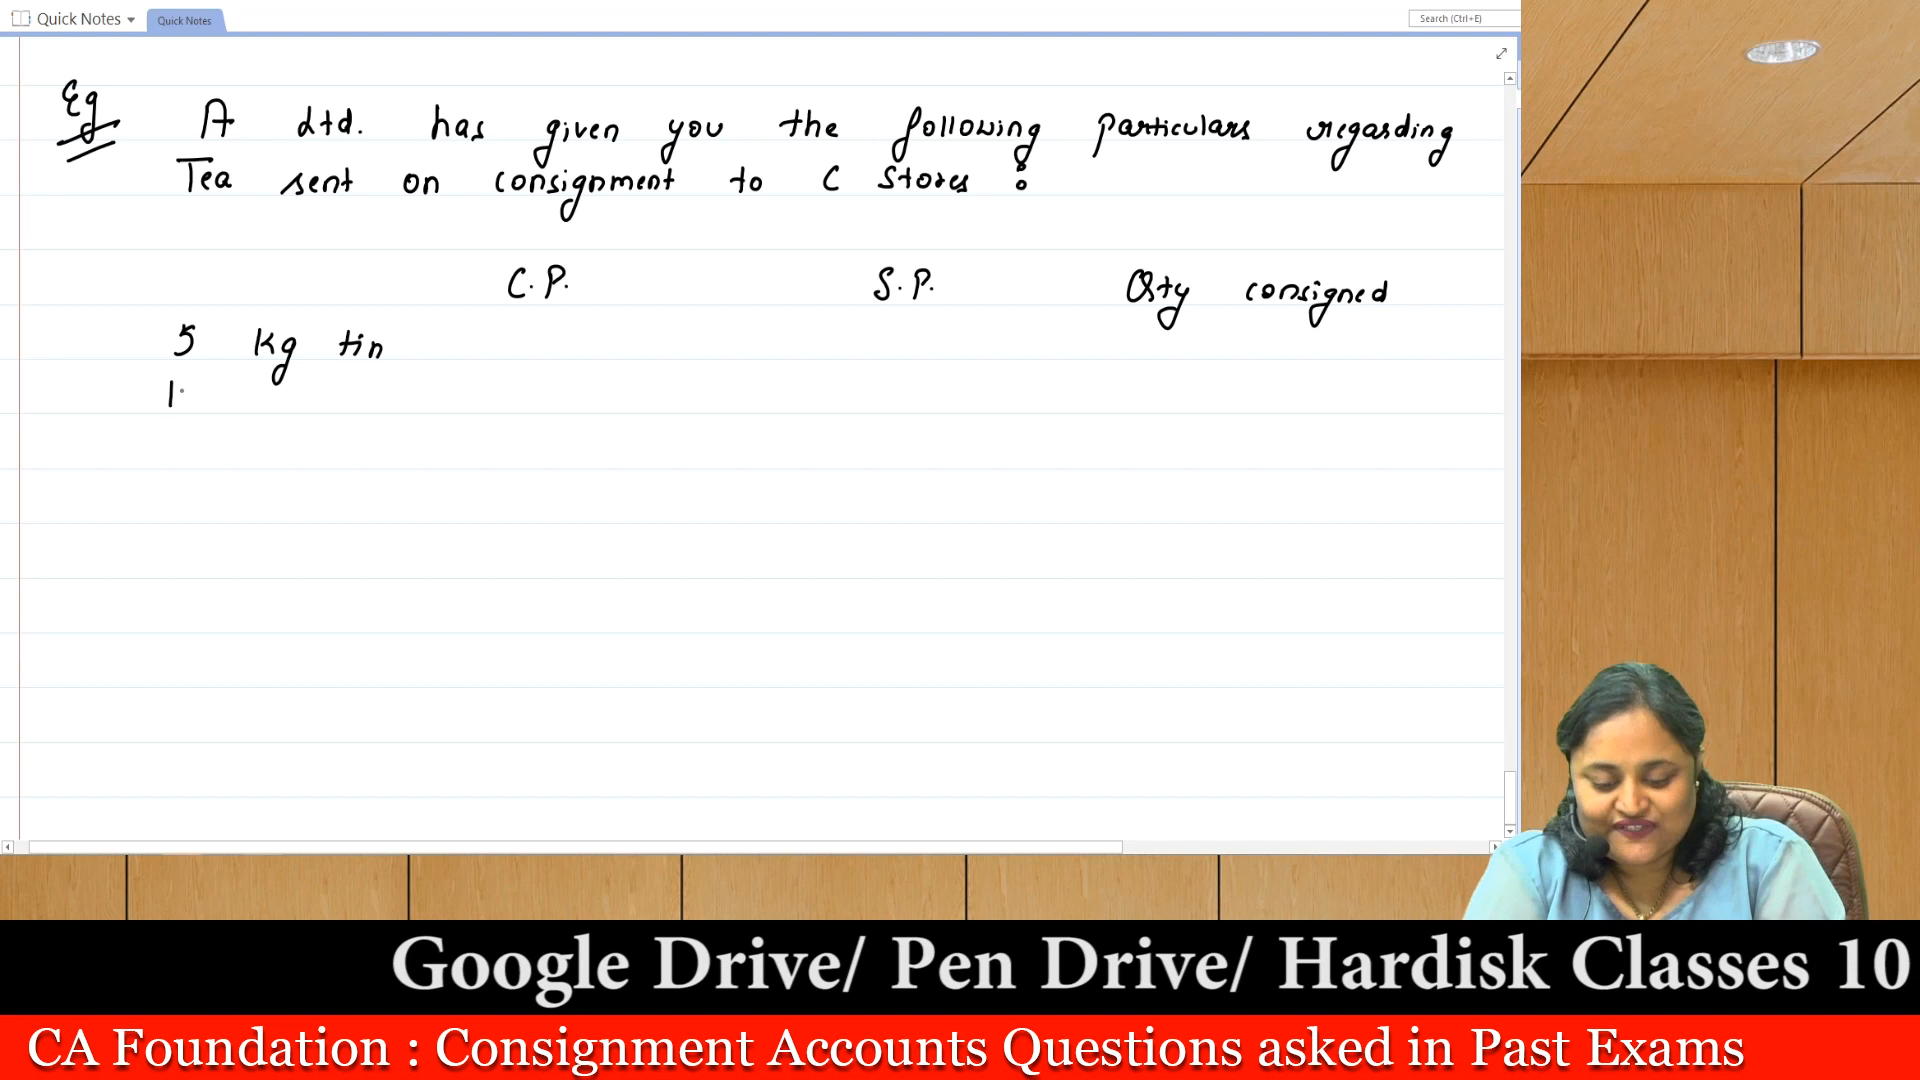 Quick Notes
Quick Notes
Search (Ctrl+E)
Eg A Ltd. has given you the following particulars regarding
Tea sent on consignment to C Stores :
C.P. S.P. Qty consigned
5 kg tin
1
Google Drive/ Pen Drive/ Hardisk Classes 10
CA Foundation : Consignment Accounts Questions asked in Past Exams